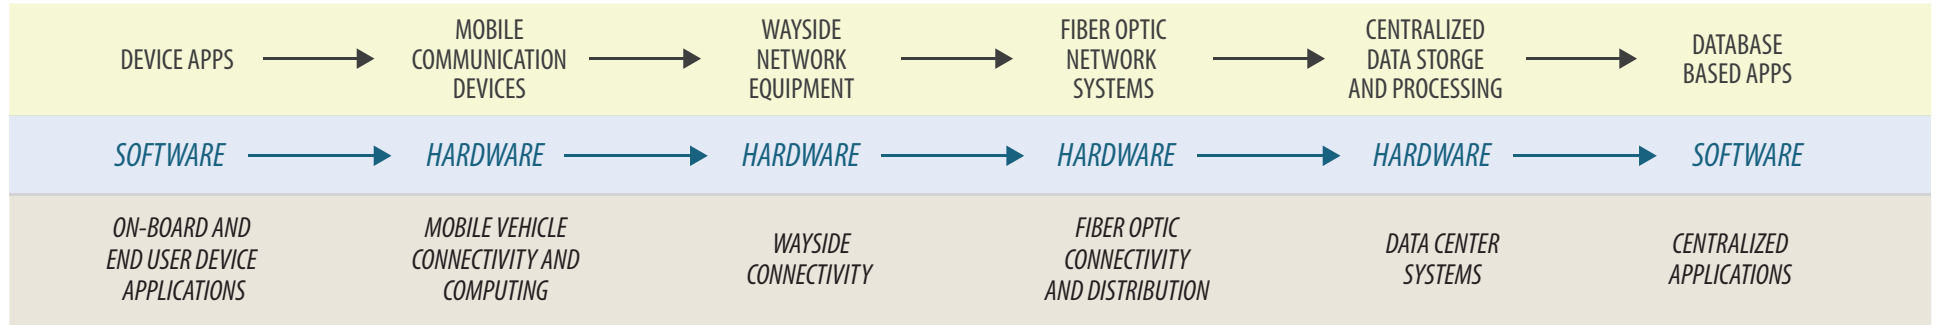 DEVICE APPS
MOBILE
COMMUNICATION
DEVICES
WAYSIDE
NETWORK
EQUIPMENT
FIBER OPTIC
NETWORK
SYSTEMS
CENTRALIZED
DATA STORGE
AND PROCESSING
DATABASE
BASED APPS
SOFTWARE
HARDWARE
HARDWARE
HARDWARE
HARDWARE
SOFTWARE
ON-BOARD AND
END USER DEVICE
APPLICATIONS
MOBILE VEHICLE
CONNECTIVITY AND
COMPUTING
WAYSIDE
CONNECTIVITY
FIBER OPTIC
CONNECTIVITY
AND DISTRIBUTION
DATA CENTER
SYSTEMS
CENTRALIZED
APPLICATIONS